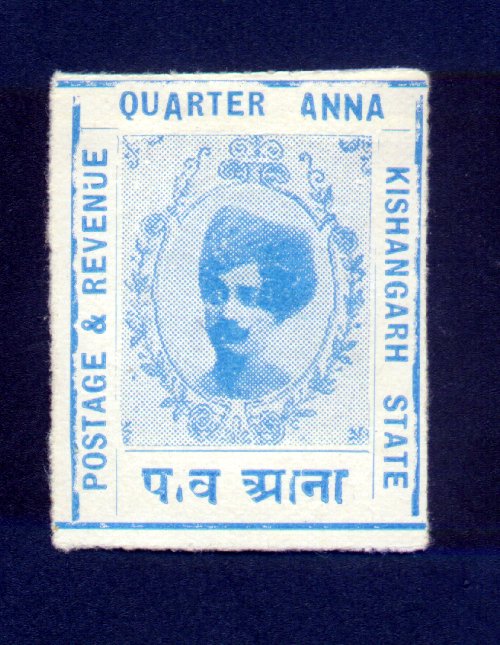 QUARTER ANNA
POSTAGE & REVENUE
KISHANGARH STATE
पाव आना